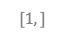 [1, ]